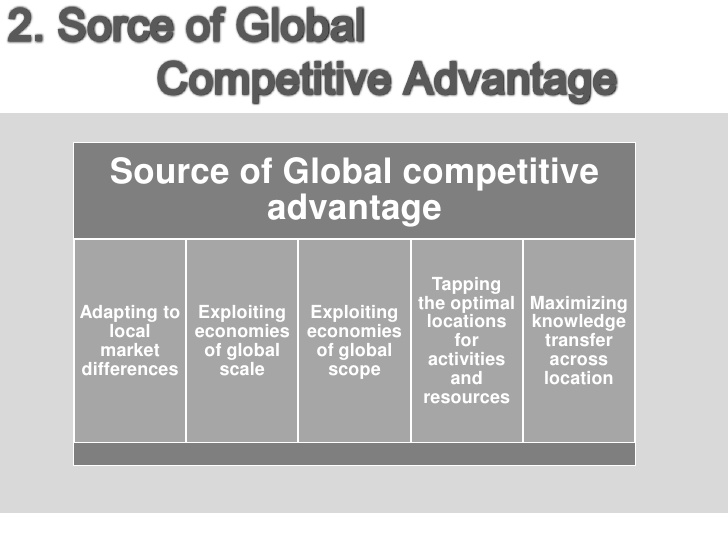 2. Sorce of Global
Competitive Advantage
Source of Global competitive
advantage
Adapting to
local
market
differences
Exploiting
economies
of global
scale
Exploiting
economies
of global
scope
Tapping
the optimal
locations
for
activities
and
resources
Maximizing
knowledge
transfer
across
location